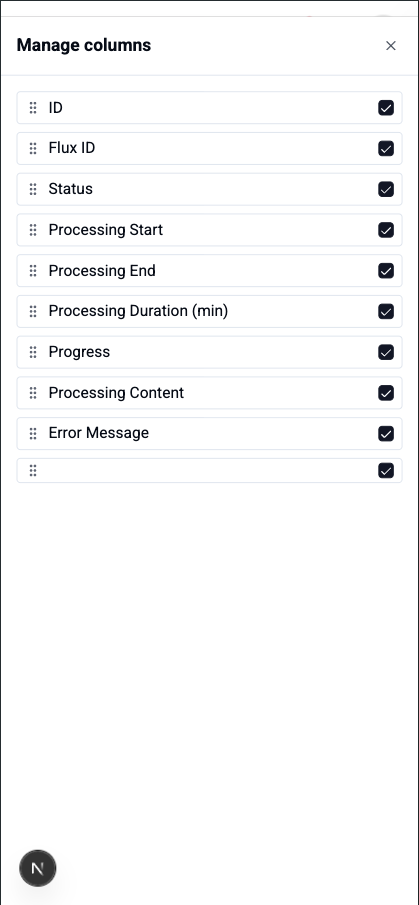 Manage columns
ID
Flux ID
Status
Processing Start
Processing End
Processing Duration (min)
Progress
Processing Content
Error Message
N